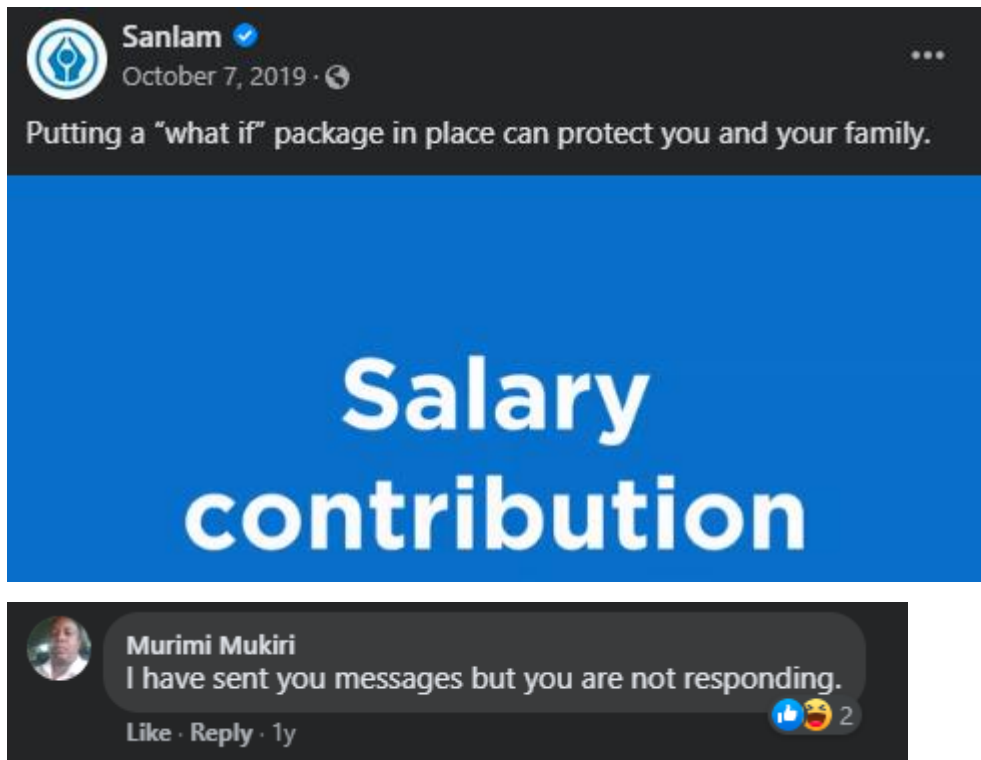 Sanlam
October 7, 2019 ·
Putting a “what if” package in place can protect you and your family.
Salary
contribution
Murimi Mukiri
I have sent you messages but you are not responding.
2
Like · Reply · 1y